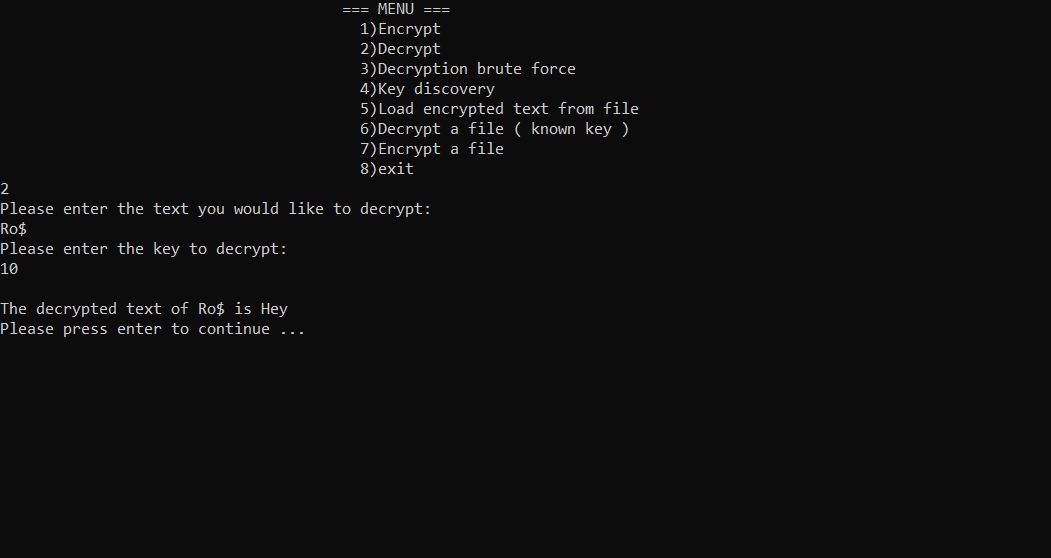 === MENU ===
1)Encrypt
2)Decrypt
3)Decryption brute force
4)Key discovery
5)Load encrypted text from file
6)Decrypt a file ( known key )
7)Encrypt a file
8)exit
2
Please enter the text you would like to decrypt:
Ro$
Please enter the key to decrypt:
10
The decrypted text of Ro$ is Hey
Please press enter to continue ...